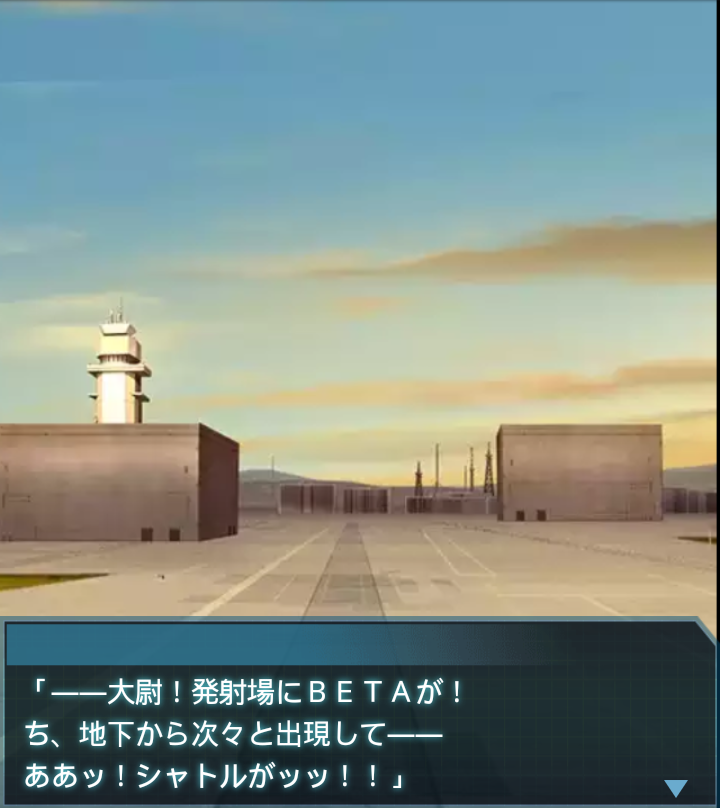 「――大尉！発射場にＢＥＴＡが！
ち、地下から次々と出現して――
ああッ！シャトルがッッ！！」